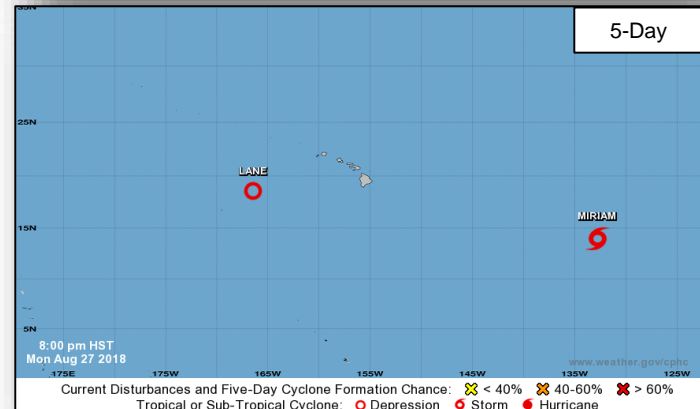 35N
5-Day
25N
LANE
MIRIAM
15N
5N
8:00 pm HST
Mon Aug 27 2018
www.weather.gov/cphc
175E 175W 165W 155W 145W 135W 125W
Current Disturbances and Five-Day Cyclone Formation Chance: < 40% 40-60% > 60%
Tropical or Sub-Tropical Cyclone: Depression Storm Hurricane